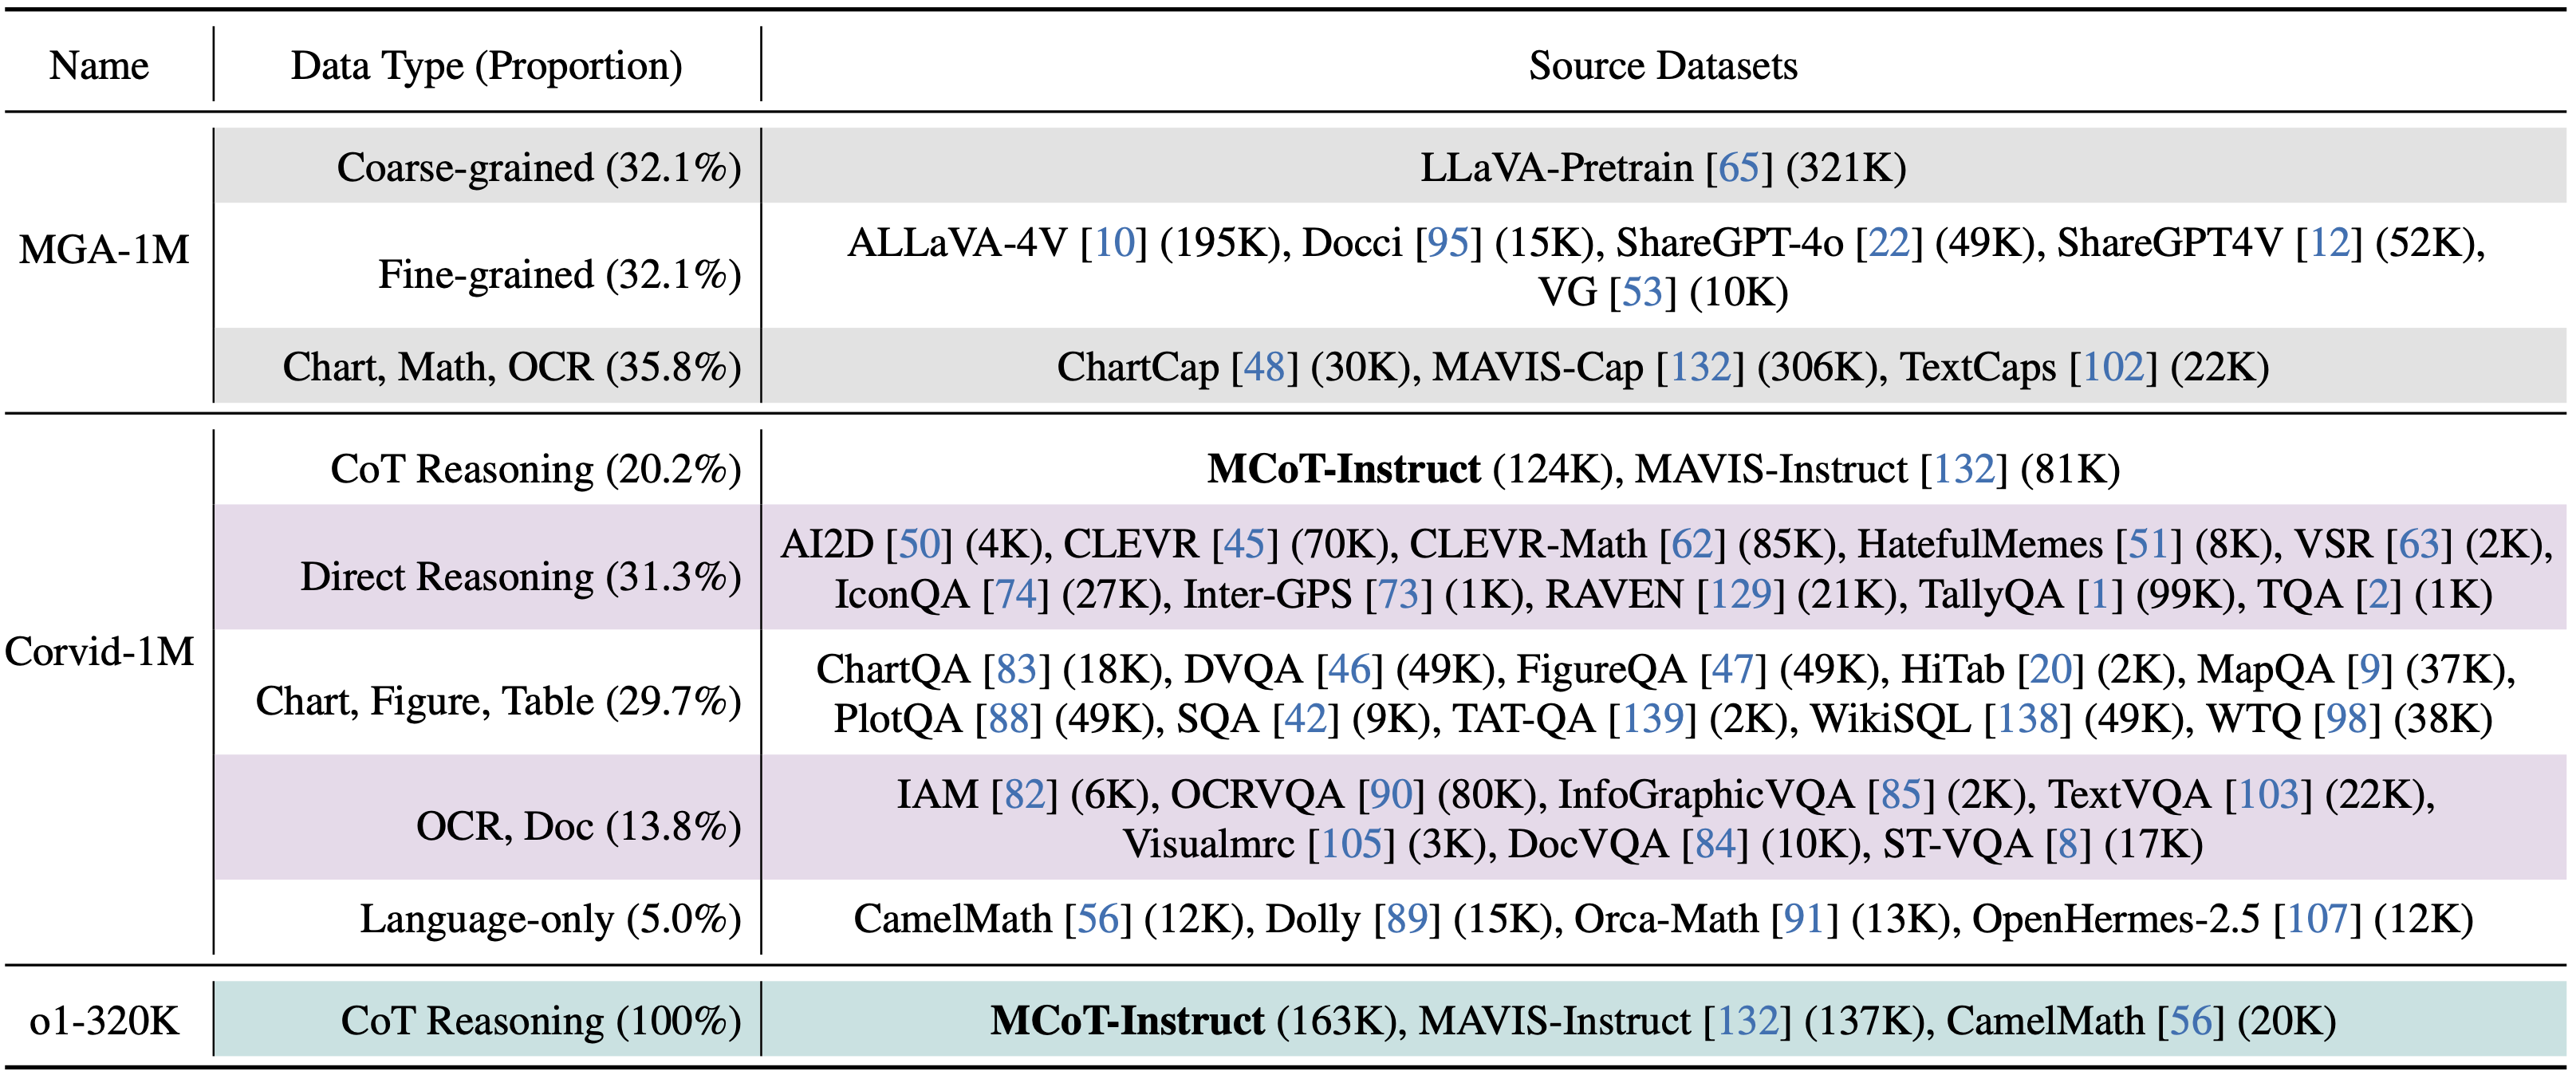 Name Data Type (Proportion) Source Datasets
Coarse-grained (32.1%) LLaVA-Pretrain [65] (321K)
MGA-1M
Fine-grained (32.1%)
ALLaVA-4V [10] (195K), Docci [95] (15K), ShareGPT-4o [22] (49K), ShareGPT4V [12] (52K),
VG [53] (10K)
Chart, Math, OCR (35.8%) ChartCap [48] (30K), MAVIS-Cap [132] (306K), TextCaps [102] (22K)
Corvid-1M
CoT Reasoning (20.2%) MCoT-Instruct (124K), MAVIS-Instruct [132] (81K)
Direct Reasoning (31.3%)
AI2D [50] (4K), CLEVR [45] (70K), CLEVR-Math [62] (85K), HatefulMemes [51] (8K), VSR [63] (2K),
IconQA [74] (27K), Inter-GPS [73] (1K), RAVEN [129] (21K), TallyQA [1] (99K), TQA [2] (1K)
Chart, Figure, Table (29.7%)
ChartQA [83] (18K), DVQA [46] (49K), FigureQA [47] (49K), HiTab [20] (2K), MapQA [9] (37K),
PlotQA [88] (49K), SQA [42] (9K), TAT-QA [139] (2K), WikiSQL [138] (49K), WTQ [98] (38K)
OCR, Doc (13.8%)
IAM [82] (6K), OCRVQA [90] (80K), InfoGraphicVQA [85] (2K), TextVQA [103] (22K),
Visualmrc [105] (3K), DocVQA [84] (10K), ST-VQA [8] (17K)
Language-only (5.0%) CamelMath [56] (12K), Dolly [89] (15K), Orca-Math [91] (13K), OpenHermes-2.5 [107] (12K)
o1-320K CoT Reasoning (100%) MCoT-Instruct (163K), MAVIS-Instruct [132] (137K), CamelMath [56] (20K)